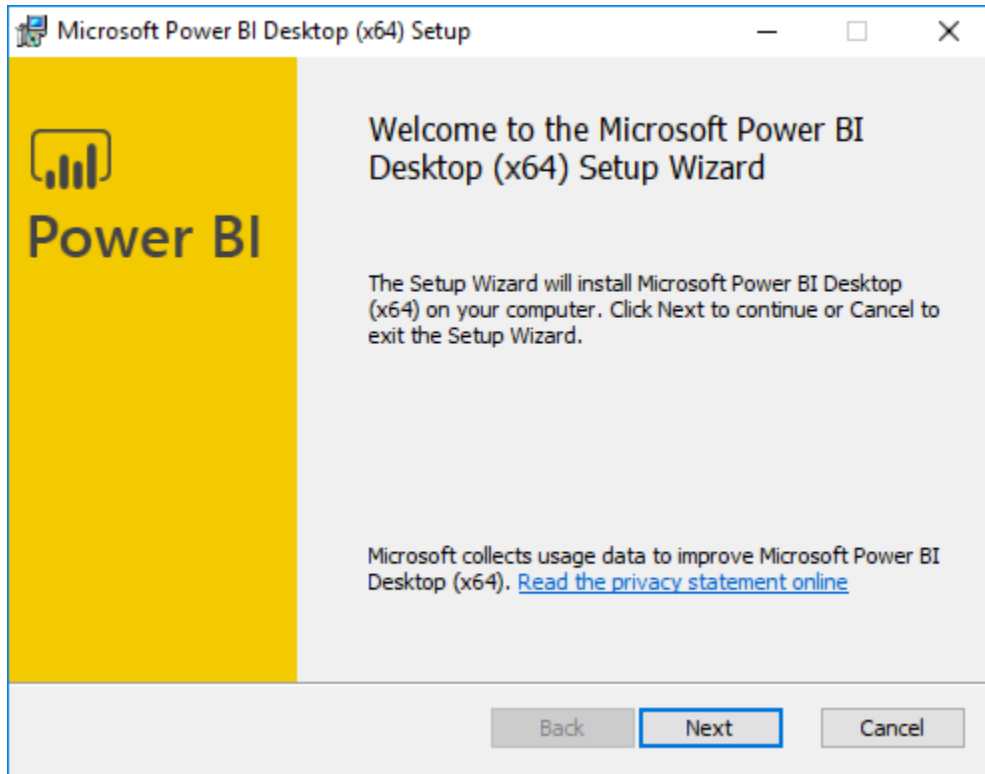 Microsoft Power BI Desktop (x64) Setup
Power BI
Welcome to the Microsoft Power BI
Desktop (x64) Setup Wizard
The Setup Wizard will install Microsoft Power BI Desktop
(x64) on your computer. Click Next to continue or Cancel to
exit the Setup Wizard.
Microsoft collects usage data to improve Microsoft Power BI
Desktop (x64). Read the privacy statement online
Back Next Cancel